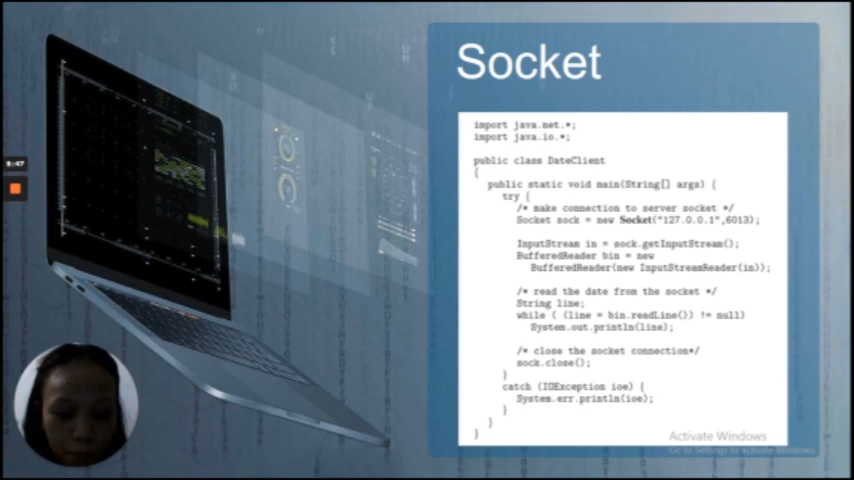 Socket
import java.net.*;
import java.io.*;
public class DateClient
{
public static void main(String[] args) {
try {
/* make connection to server socket */
Socket sock = new Socket("127.0.0.1",6013);
InputStream in = sock.getInputStream();
BufferedReader bin = new
BufferedReader(new InputStreamReader(in));
/* read the date from the socket */
String line;
while ( (line = bin.readLine()) != null)
System.out.println(line);
/* close the socket connection*/
sock.close();
}
catch (IOException ioe) {
System.err.println(ioe);
}
}
}
Activate Windows
Go to Settings to activate Windows.